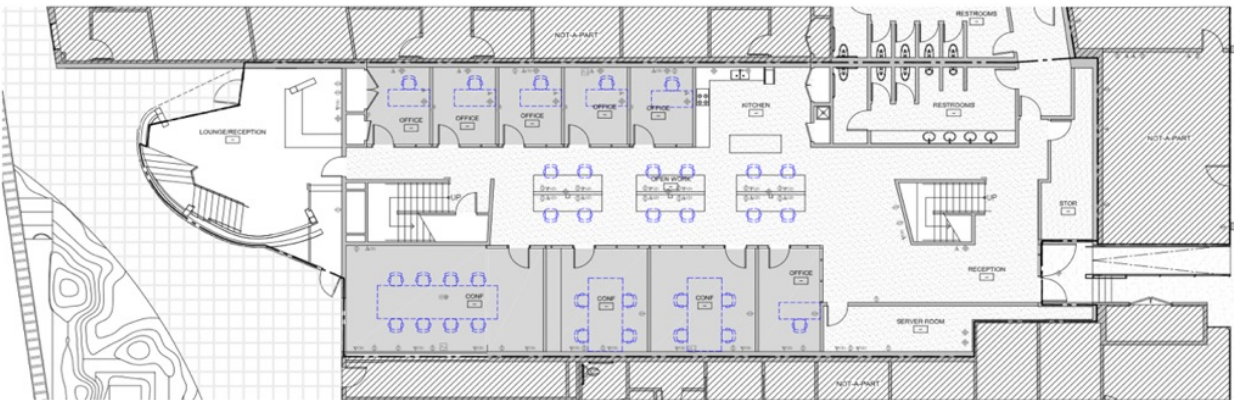 RESTROOMS
NOT-A-PART
LOUNGE/RECEPTION
OFFICE
OFFICE
OFFICE
OFFICE
OFFICE
KITCHEN
RESTROOMS
NOT-A-PART
OPEN WORK
UP
UP
STOR
CONF
CONF
CONF
OFFICE
RECEPTION
SERVER ROOM
NOT-A-PART